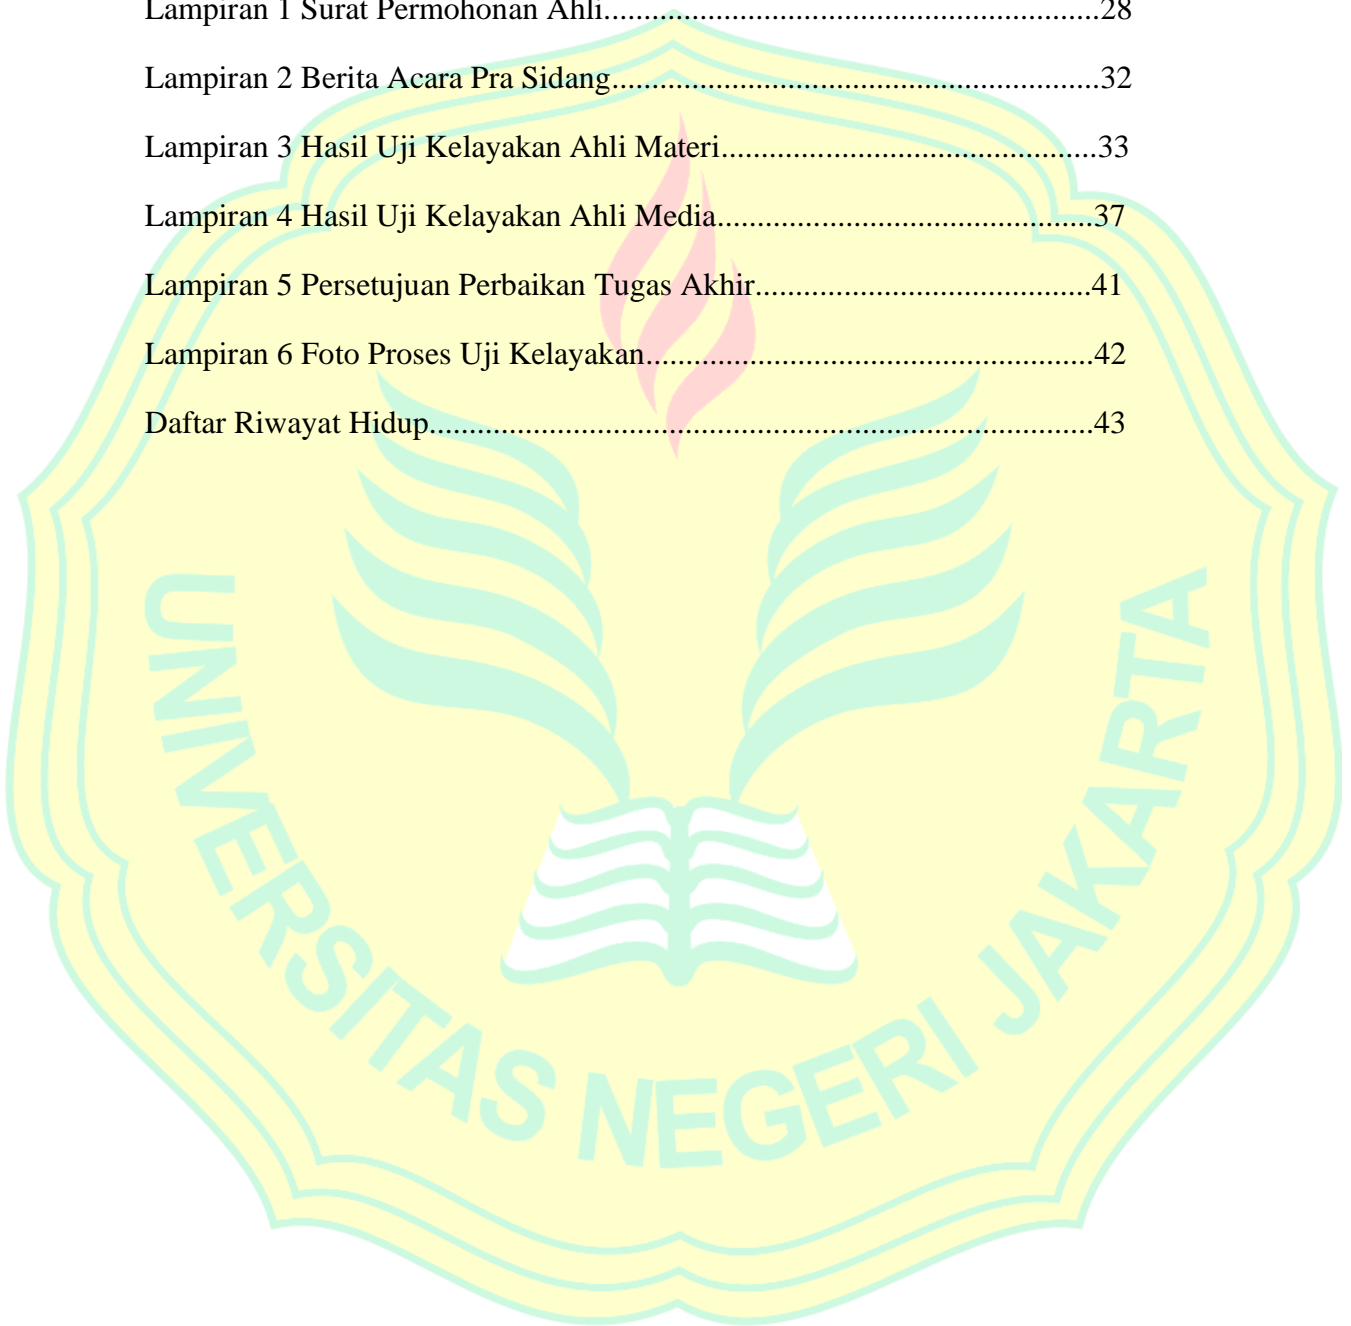 Lampiran 1 Surat Permohonan Ahli..............................................................28
Lampiran 2 Berita Acara Pra Sidang.............................................................32
Lampiran 3 Hasil Uji Kelayakan Ahli Materi...............................................33
Lampiran 4 Hasil Uji Kelayakan Ahli Media...............................................37
Lampiran 5 Persetujuan Perbaikan Tugas Akhir..........................................41
Lampiran 6 Foto Proses Uji Kelayakan........................................................42
Daftar Riwayat Hidup...................................................................................43
UNIVERSITAS NEGERI JAKARTA